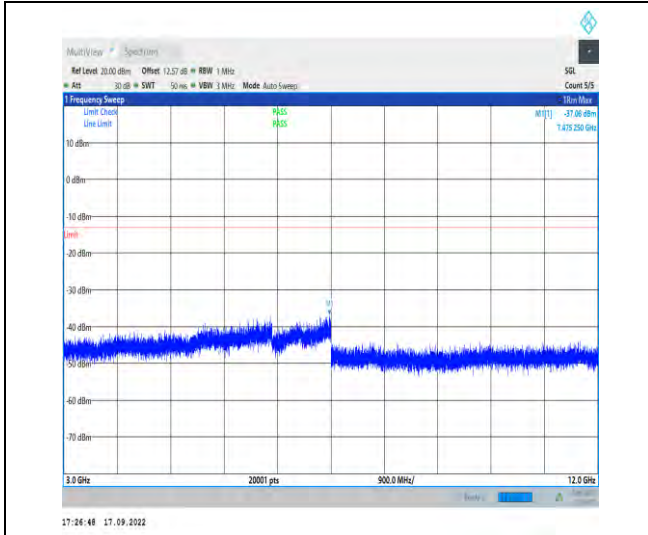 MultiView Spectrum
Ref Level 20.00 dBm Offset 12.57 dB RBW 1 MHz SGL
Att 30 dB SWT 50 ms VBW 3 MHz Mode Auto Sweep Count 5/5
1 Frequency Sweep 1Rm Max
Limit Check PASS M1[1] -37.06 dBm
Line Limit PASS 7.475 250 GHz
10 dBm
0 dBm
-10 dBm
Limit
-20 dBm
-30 dBm
M1
-40 dBm
-50 dBm
-60 dBm
-70 dBm
3.0 GHz 20001 pts 900.0 MHz/ 12.0 GHz
17:26:48 17.09.2022